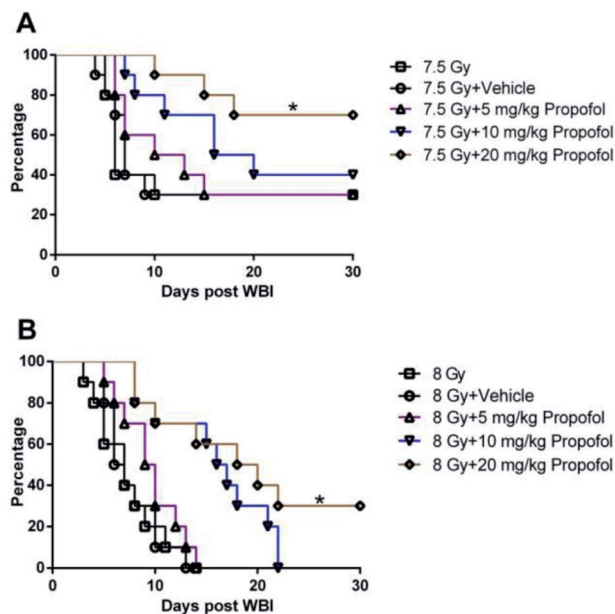 A
Percentage
100
80
60
40
20
0
0 10 20 30
Days post WBI
*
7.5 Gy
7.5 Gy+Vehicle
7.5 Gy+5 mg/kg Propofol
7.5 Gy+10 mg/kg Propofol
7.5 Gy+20 mg/kg Propofol
B
Percentage
100
80
60
40
20
0
0 10 20 30
Days post WBI
*
8 Gy
8 Gy+Vehicle
8 Gy+5 mg/kg Propofol
8 Gy+10 mg/kg Propofol
8 Gy+20 mg/kg Propofol